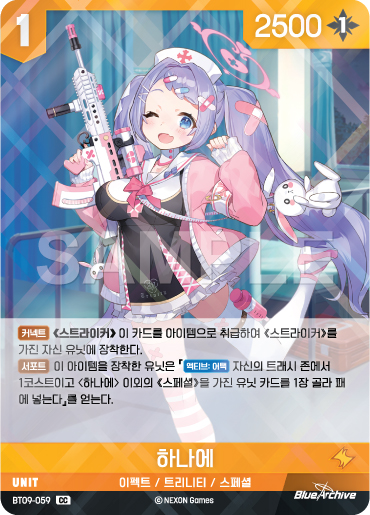 1
2500 1
SAMPLE
커넥트 《스트라이커》 이 카드를 아이템으로 취급하여 《스트라이커》를
가진 자신 유닛에 장착한다.
서포트 이 아이템을 장착한 유닛은 『액티브: 어택 자신의 트래시 존에서
1코스트이고 〈하나에〉 이외의 《스페셜》을 가진 유닛 카드를 1장 골라 패
에 넣는다』를 얻는다.
하나에
UNIT
이펙트 / 트리니티 / 스페셜
BT09-059 CC
© NEXON Games
BlueArchive